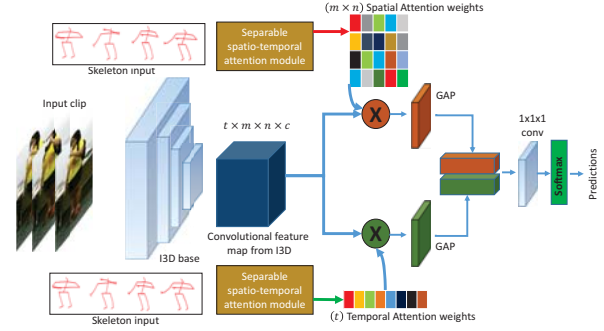 (m × n) Spatial Attention weights
Separable
spatio-temporal
attention module
Skeleton input
Input clip
t × m × n × c
X
GAP
1x1x1
conv
Softmax
Predictions
I3D base
Convolutional feature
map from I3D
X
GAP
Separable
spatio-temporal
attention module
Skeleton input
(t) Temporal Attention weights